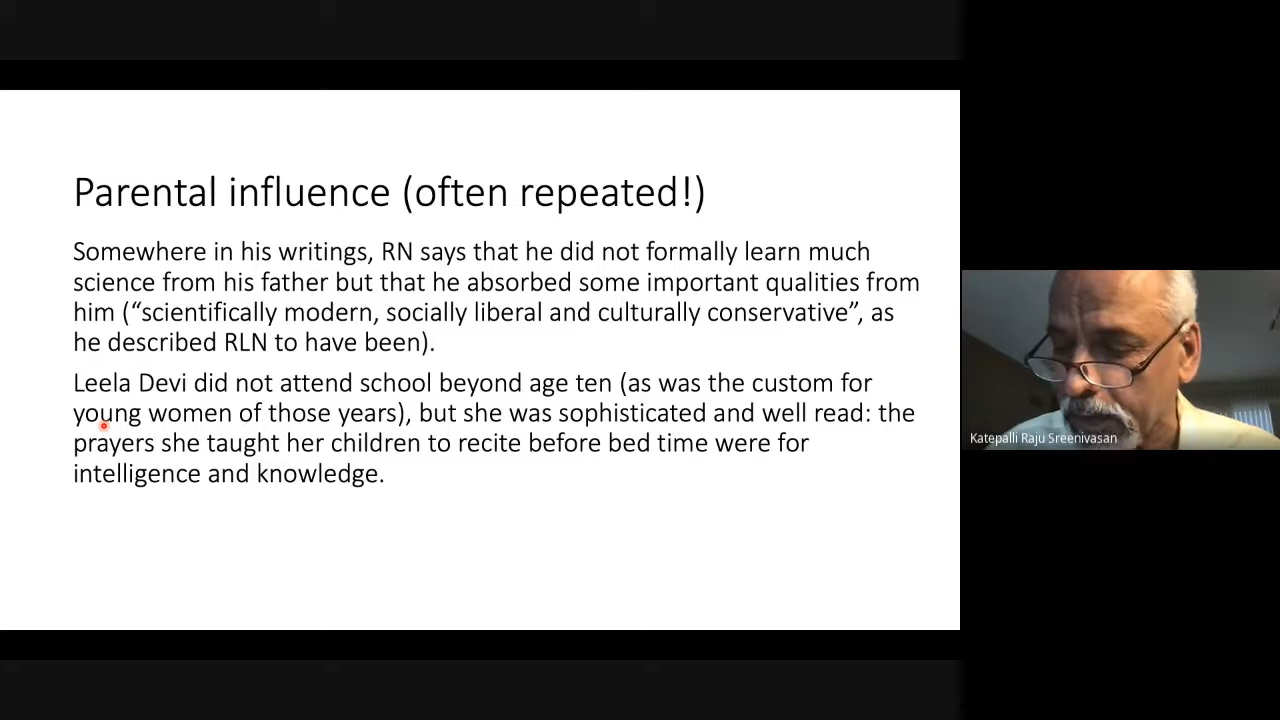 Parental influence (often repeated!)
Somewhere in his writings, RN says that he did not formally learn much
science from his father but that he absorbed some important qualities from
him (“scientifically modern, socially liberal and culturally conservative”, as
he described RLN to have been).
Leela Devi did not attend school beyond age ten (as was the custom for
young women of those years), but she was sophisticated and well read: the
prayers she taught her children to recite before bed time were for
intelligence and knowledge.
Katepalli Raju Sreenivasan